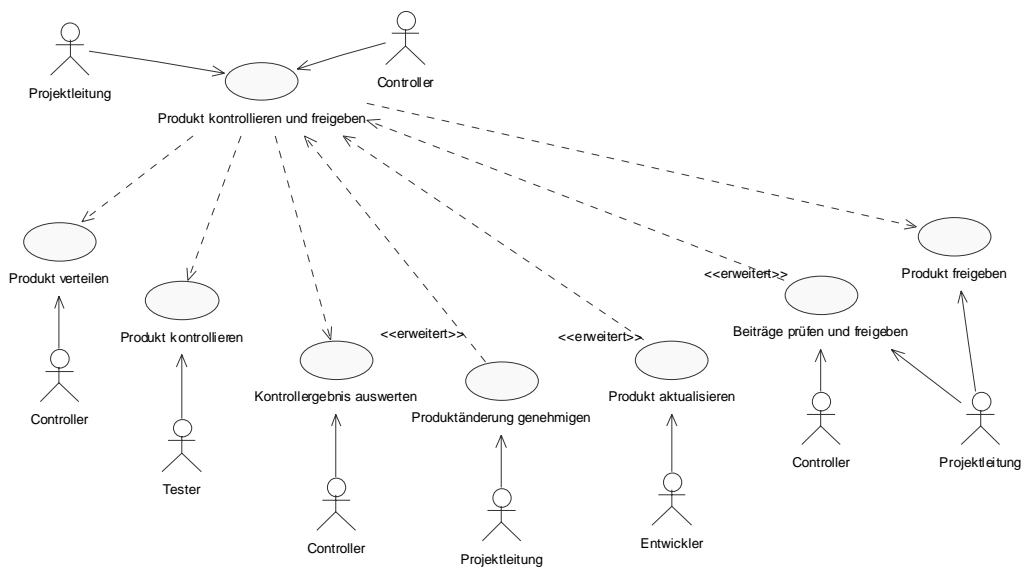 Projektleitung
Controller
Produkt kontrollieren und freigeben
Produkt verteilen
<<erweitert>>
Produkt freigeben
Produkt kontrollieren
<<erweitert>>
<<erweitert>>
Beiträge prüfen und freigeben
Kontrollergebnis auswerten
Produktänderung genehmigen
Produkt aktualisieren
Controller
Tester
Controller
Projektleitung
Entwickler
Controller
Projektleitung